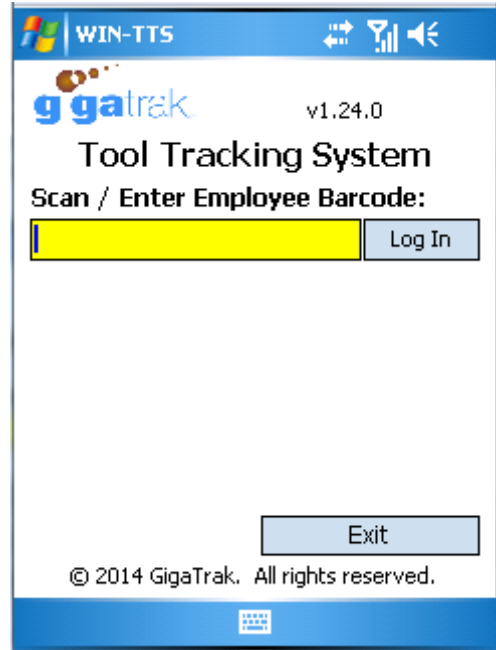 WIN-TTS
gigatrak
v1.24.0
Tool Tracking System
Scan / Enter Employee Barcode:
Log In
Exit
© 2014 GigaTrak. All rights reserved.